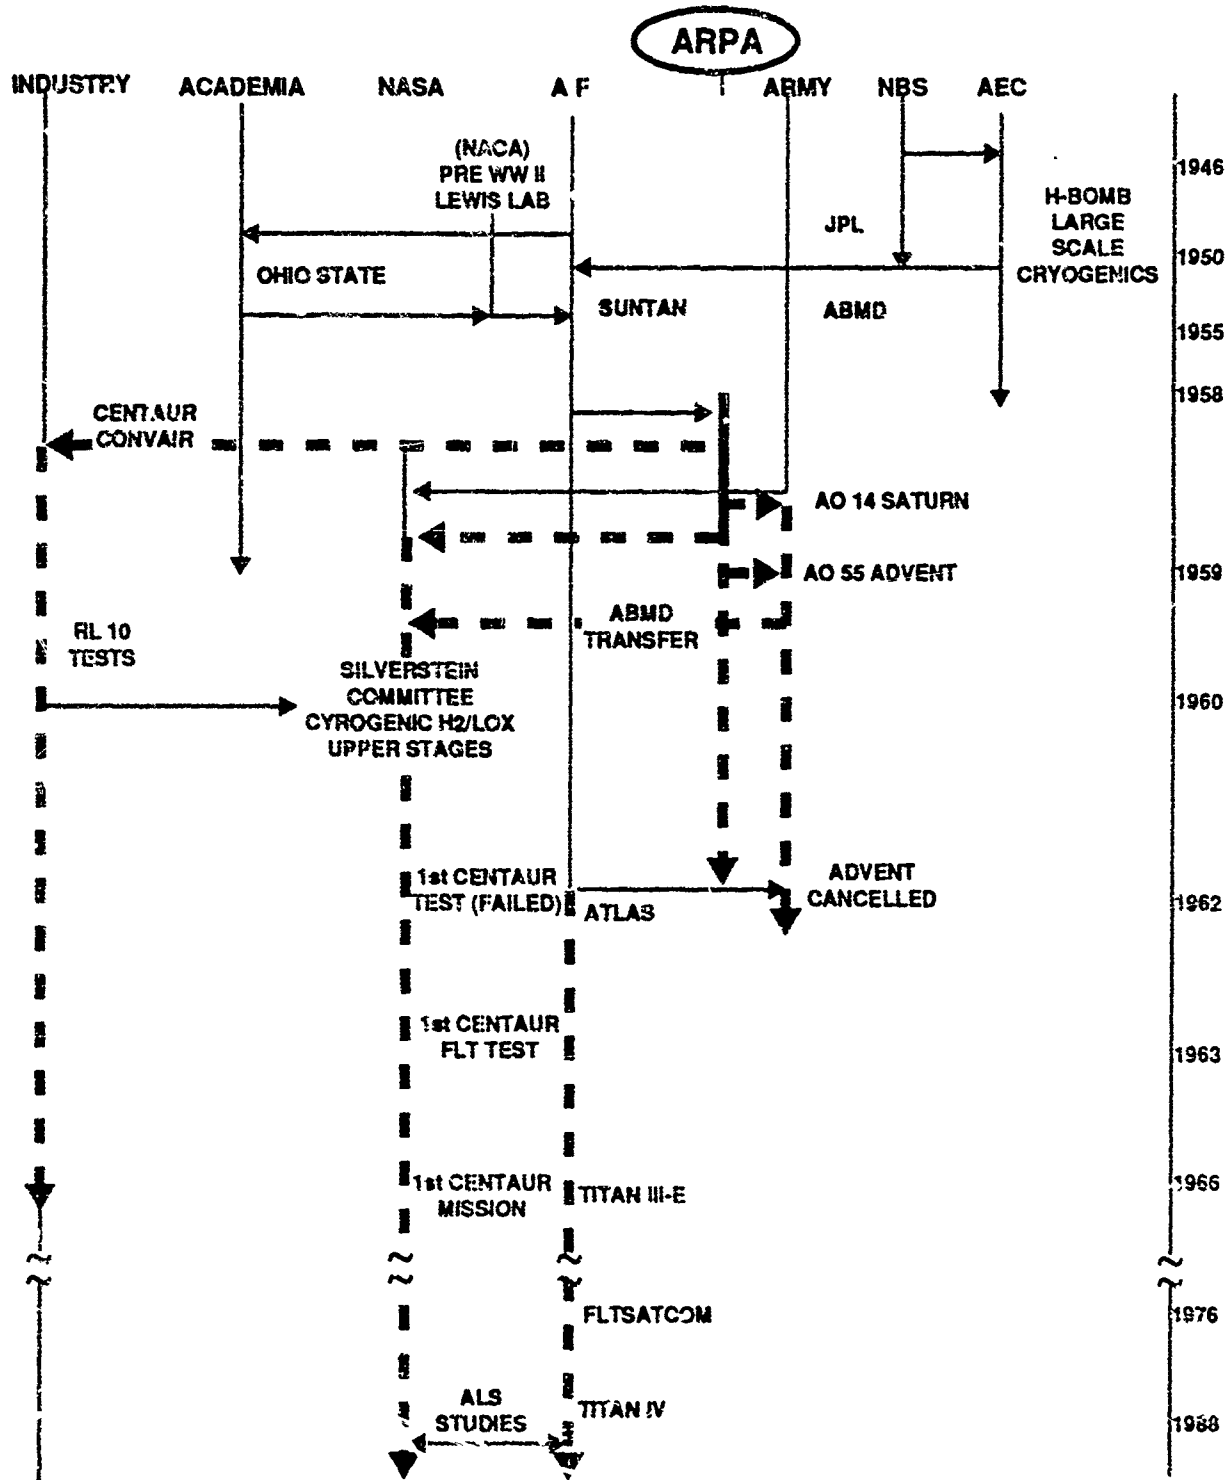 ARPA
INDUSTRY ACADEMIA NASA AF ARMY NBS AEC
(NACA)
PRE WW II
LEWIS LAB
1946
H-BOMB
LARGE
SCALE
CRYOGENICS
JPL
1950
OHIO STATE
SUNTAN
ABMD
1955
1958
CENTAUR
CONVAIR
AO 14 SATURN
AO 55 ADVENT
1959
ABMD
TRANSFER
RL 10
TESTS
SILVERSTEIN
COMMITTEE
CYROGENIC H2/LOX
UPPER STAGES
1960
1st CENTAUR
TEST (FAILED)
ATLAS
ADVENT
CANCELLED
1962
1st CENTAUR
FLT TEST
1963
1st CENTAUR
MISSION
TITAN III-E
1966
FLTSATCOM
1976
ALS
STUDIES
TITAN IV
1988